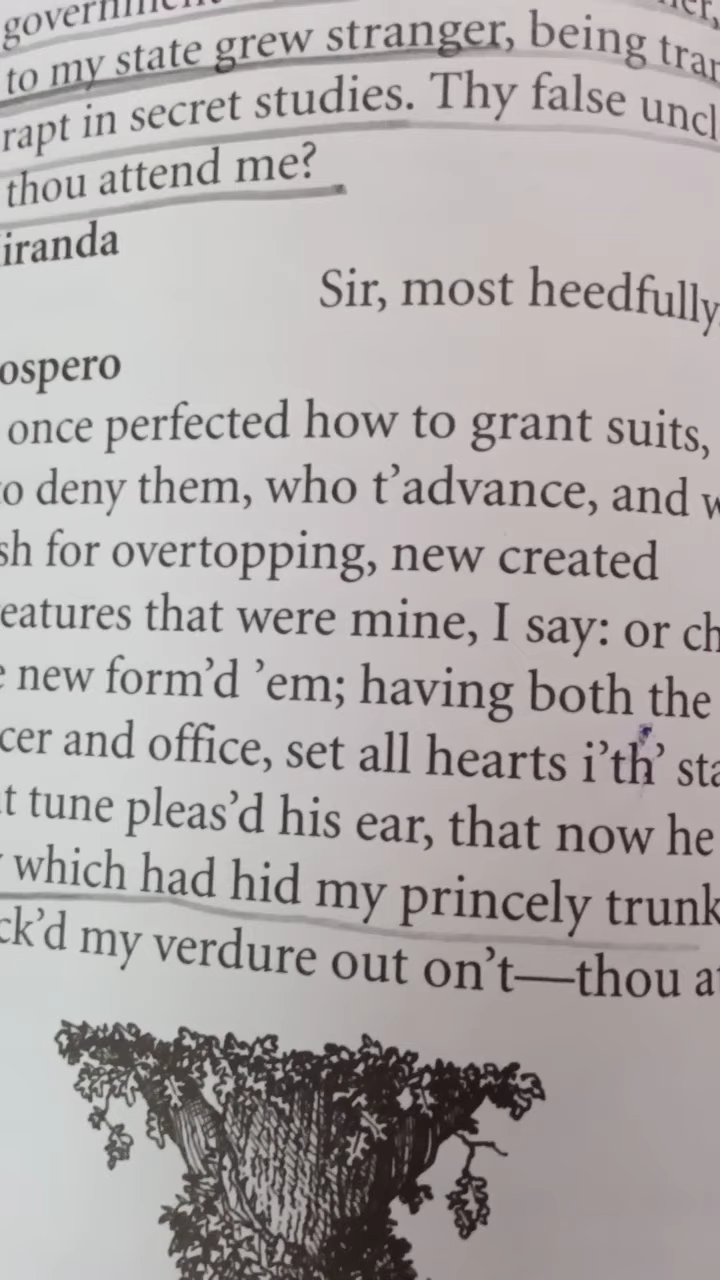 government
to my state grew stranger, being tran
rapt in secret studies. Thy false uncl
thou attend me?
iranda
Sir, most heedfully
ospero
once perfected how to grant suits,
to deny them, who t’advance, and w
sh for overtopping, new created
eatures that were mine, I say: or ch
e new form’d ’em; having both the
cer and office, set all hearts i’th’ sta
t tune pleas’d his ear, that now he
which had hid my princely trunk
ck’d my verdure out on’t—thou at